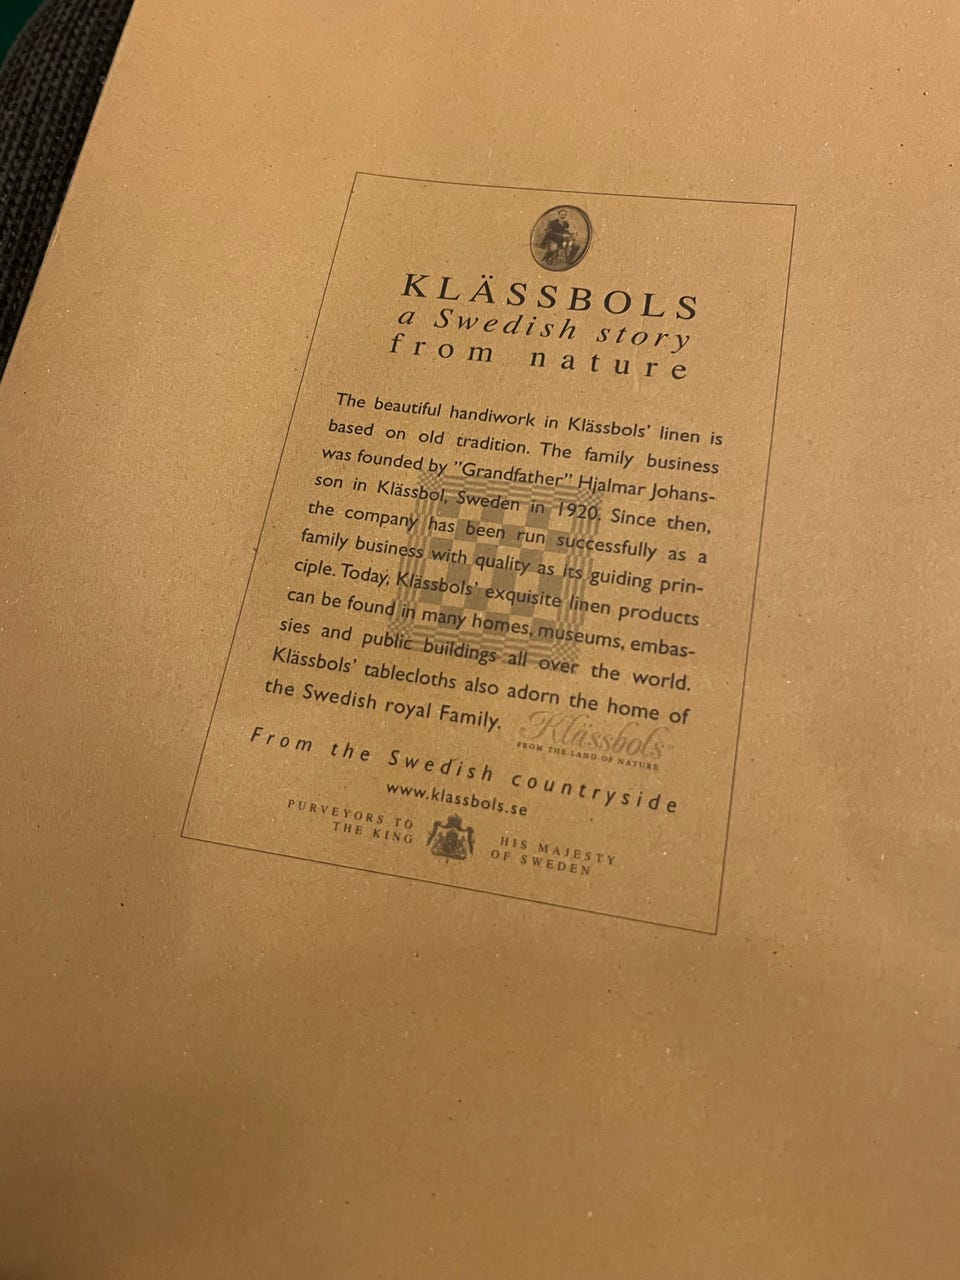 KLÄSSBOLS
a Swedish story
from nature
The beautiful handiwork in Klässbols' linen is
based on old tradition. The family business
was founded by "Grandfather" Hjalmar Johans-
son in Klässbol, Sweden in 1920. Since then,
the company has been run successfully as a
family business with quality as its guiding prin-
ciple. Today, Klässbols' exquisite linen products
can be found in many homes, museums, embas-
sies and public buildings all over the world.
Klässbols' tablecloths also adorn the home of
the Swedish royal Family.
Klässbols
FROM THE LAND OF NATURE
From the Swedish countryside
www.klassbols.se
PURVEYORS TO HIS MAJESTY
THE KING OF SWEDEN